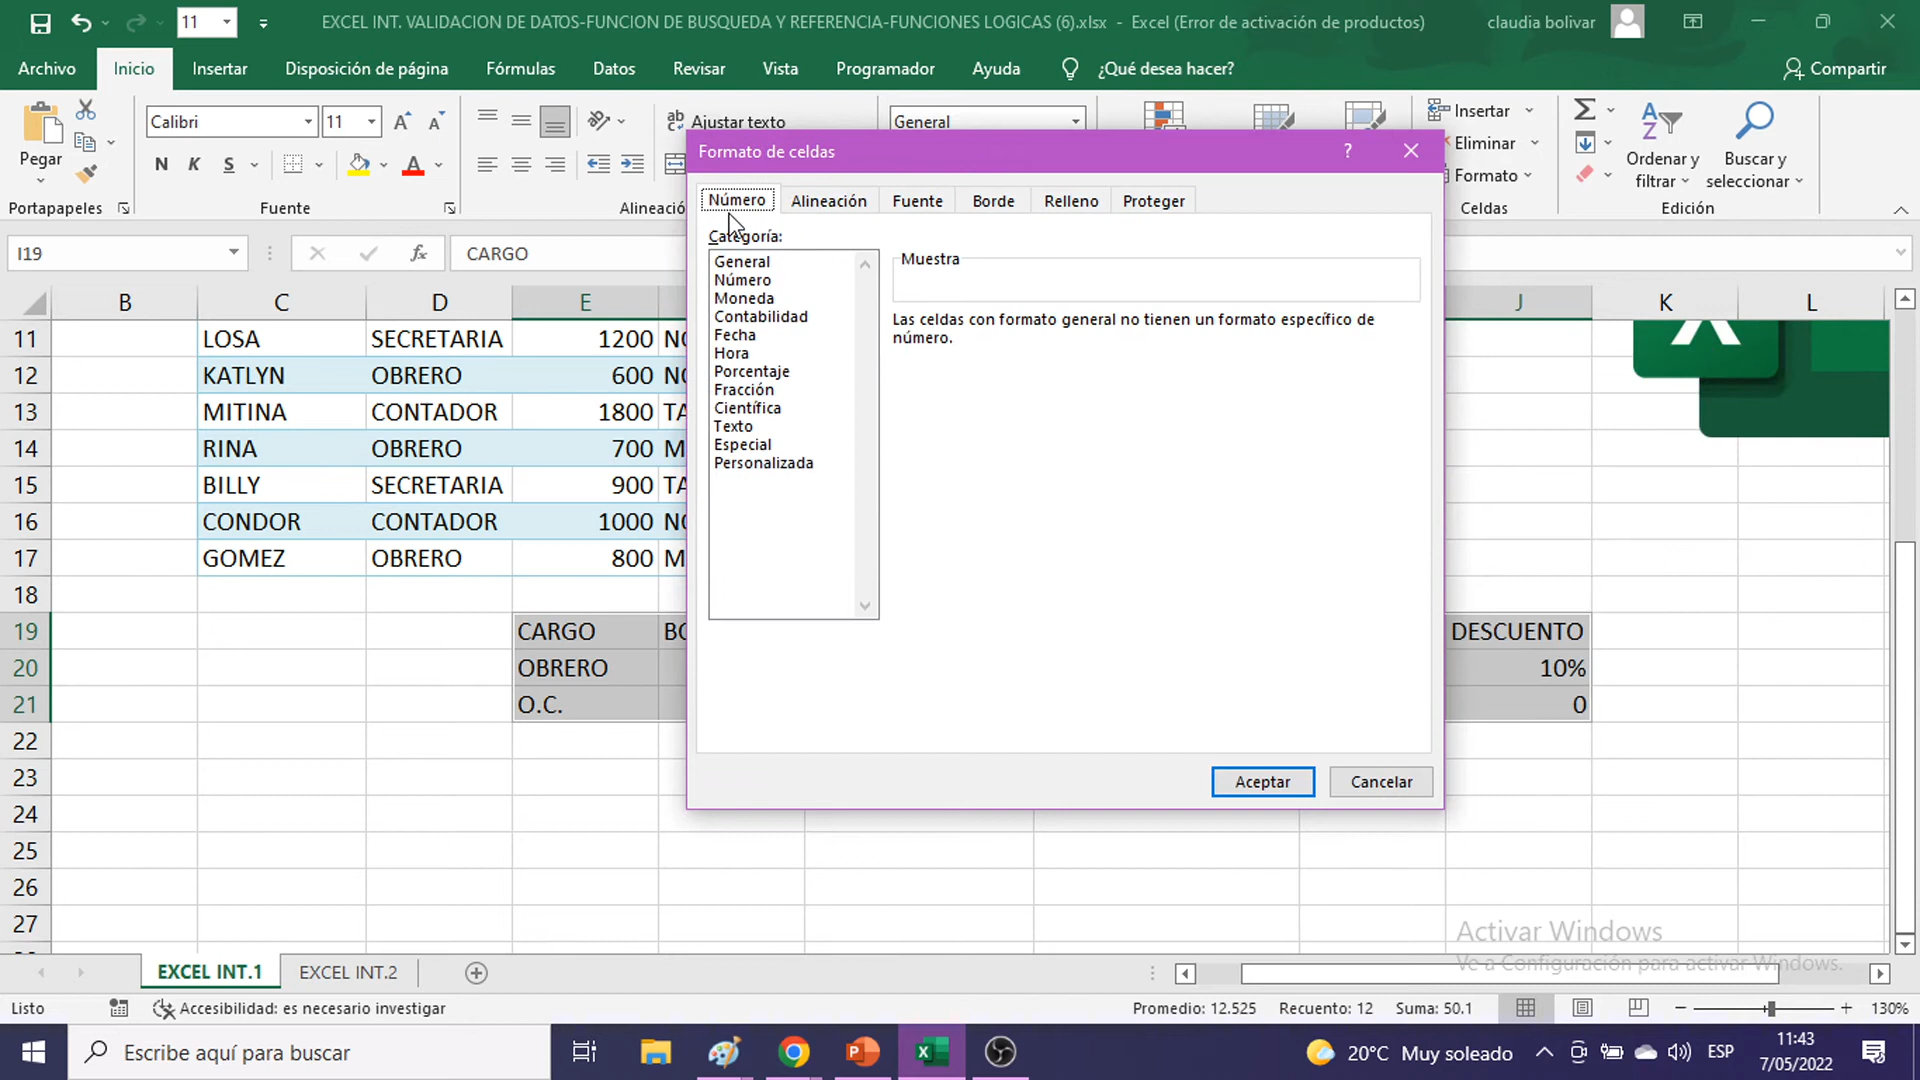 11
EXCEL INT. VALIDACION DE DATOS-FUNCION DE BUSQUEDA Y REFERENCIA-FUNCIONES LOGICAS (6).xlsx - Excel (Error de activación de productos)
claudia bolivar
Archivo Inicio Insertar Disposición de página Fórmulas Datos Revisar Vista Programador Ayuda ¿Qué desea hacer? Compartir
Pegar
Calibri 11
N K S
Ajustar texto
General
Insertar
Eliminar
Formato
Ordenar y filtrar
Buscar y seleccionar
Portapapeles Fuente Celdas Edición
I19 fx CARGO
Formato de celdas ?
Número Alineación Fuente Borde Relleno Proteger
Categoría:
General
Número
Moneda
Contabilidad
Fecha
Hora
Porcentaje
Fracción
Científica
Texto
Especial
Personalizada
Muestra
Las celdas con formato general no tienen un formato específico de
número.
Aceptar Cancelar
B C D E J K L
11 LOSA SECRETARIA 1200
12 KATLYN OBRERO 600
13 MITINA CONTADOR 1800
14 RINA OBRERO 700
15 BILLY SECRETARIA 900
16 CONDOR CONTADOR 1000
17 GOMEZ OBRERO 800
18
19 CARGO DESCUENTO
20 OBRERO 10%
21 O.C. 0
22
23
24
25
26
27
Activar Windows
Ve a Configuración para activar Windows.
EXCEL INT.1 EXCEL INT.2
Listo Accesibilidad: es necesario investigar Promedio: 12.525 Recuento: 12 Suma: 50.1 130%
Escribe aquí para buscar
20°C Muy soleado ESP
11:43
7/05/2022